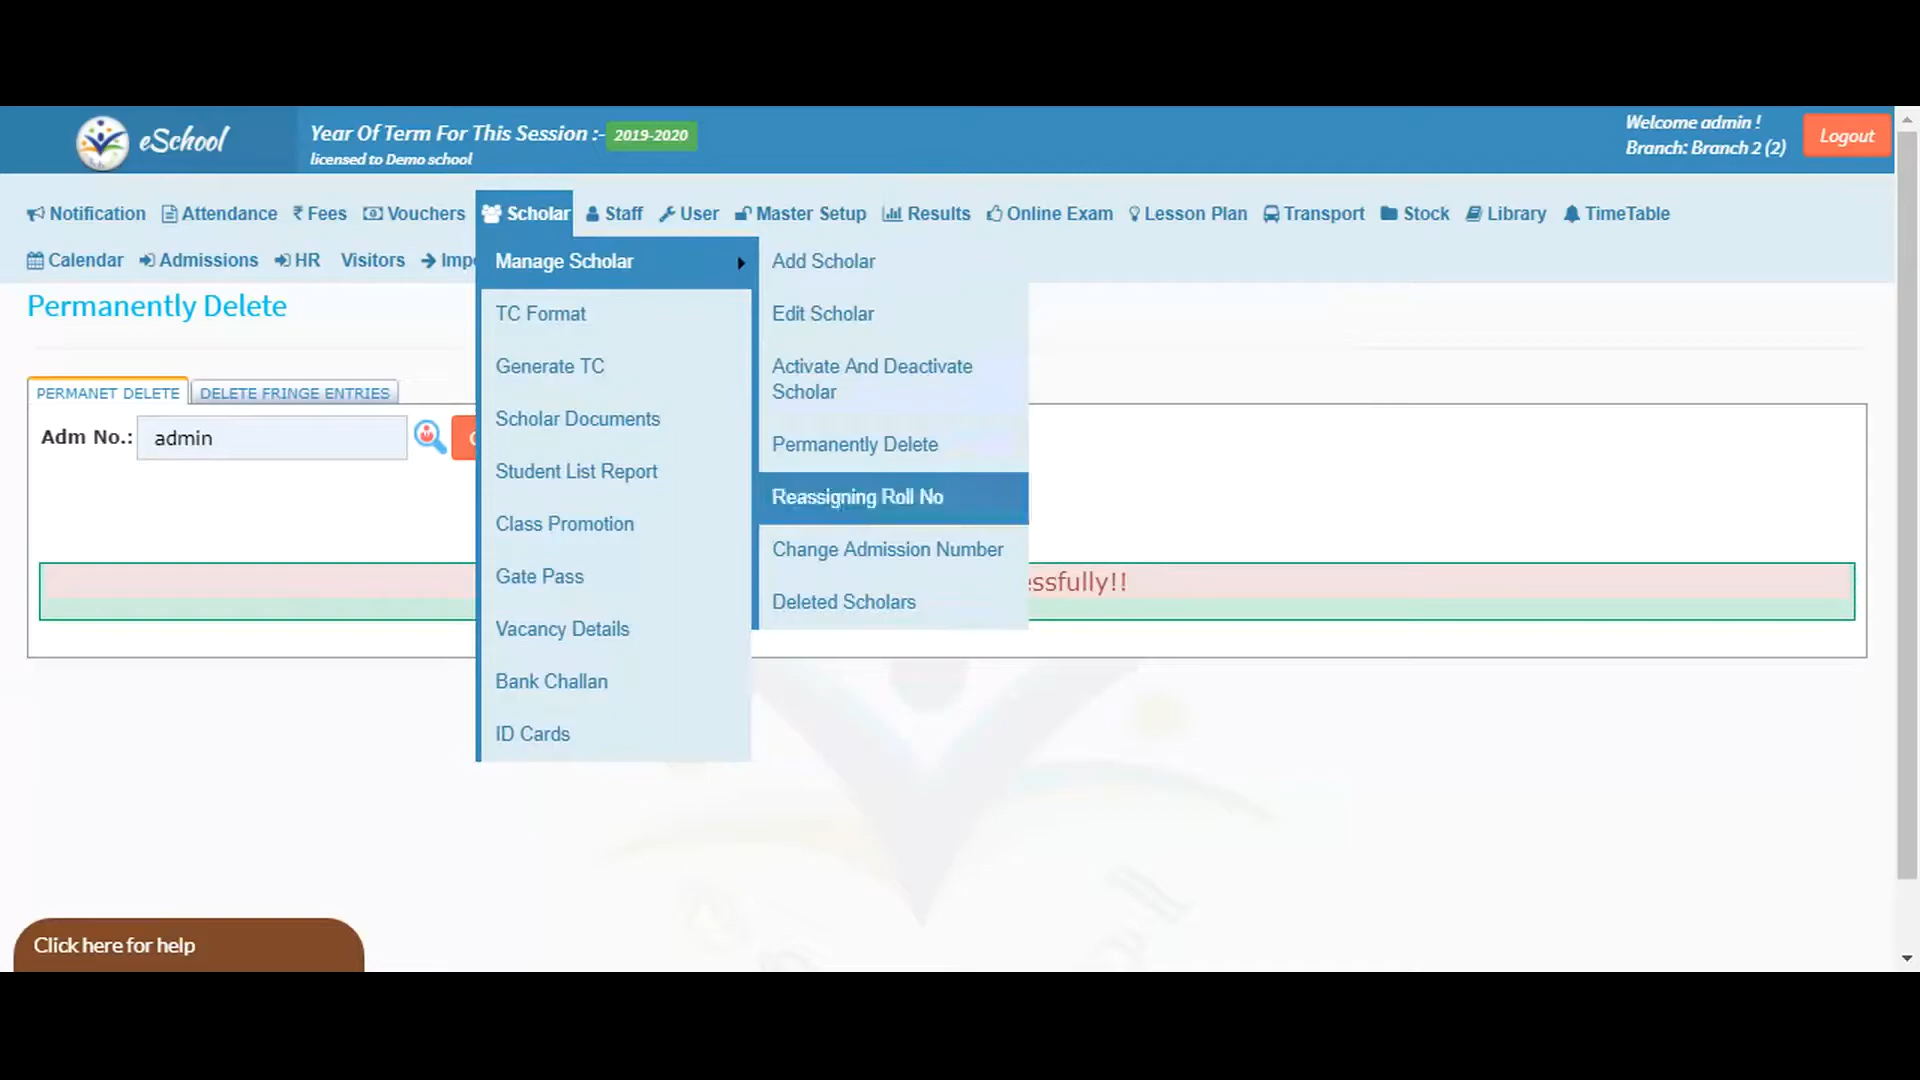 eSchool
Year Of Term For This Session :- 2019-2020
licensed to Demo school
Welcome admin !
Branch: Branch 2 (2)
Logout
Notification Attendance ₹ Fees Vouchers Scholar Staff User Master Setup Results Online Exam Lesson Plan Transport Stock Library TimeTable
Calendar Admissions HR Visitors
Permanently Delete
Manage Scholar
TC Format
Generate TC
Scholar Documents
Student List Report
Class Promotion
Gate Pass
Vacancy Details
Bank Challan
ID Cards
Add Scholar
Edit Scholar
Activate And Deactivate
Scholar
Permanently Delete
Reassigning Roll No
Change Admission Number
Deleted Scholars
PERMANET DELETE DELETE FRINGE ENTRIES
Adm No.: admin
essfully!!
Click here for help